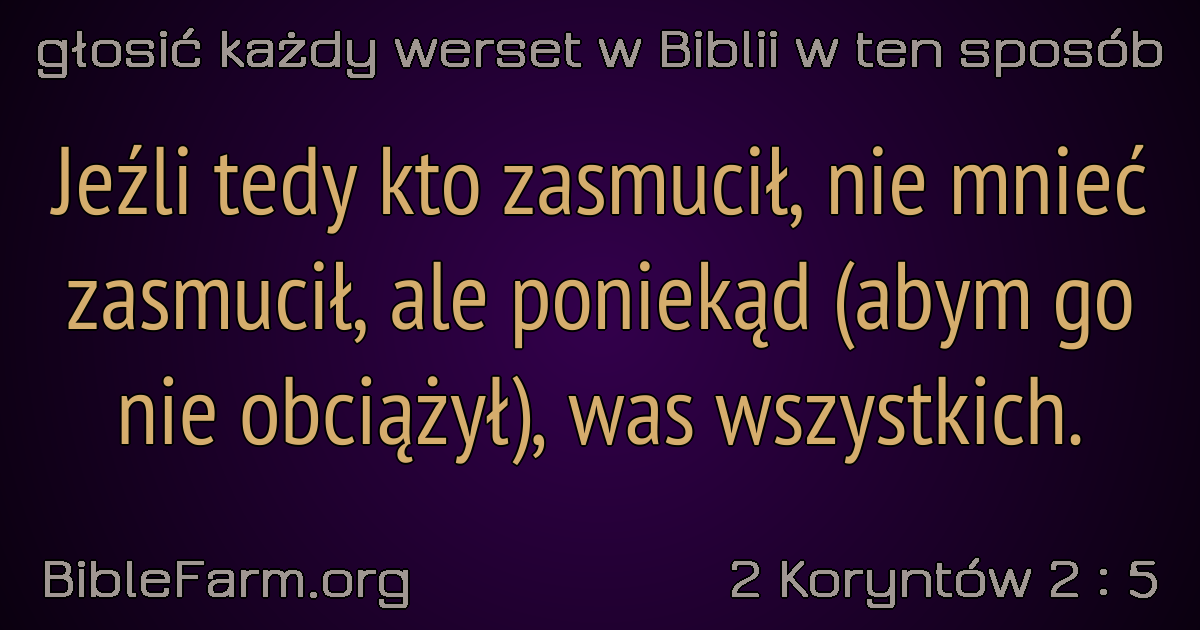 głosić każdy werset w Biblii w ten sposób
Jeźli tedy kto zasmucił, nie mnieć
zasmucił, ale poniekąd (abym go
nie obciążył), was wszystkich.
BibleFarm.org
2 Koryntów 2 : 5